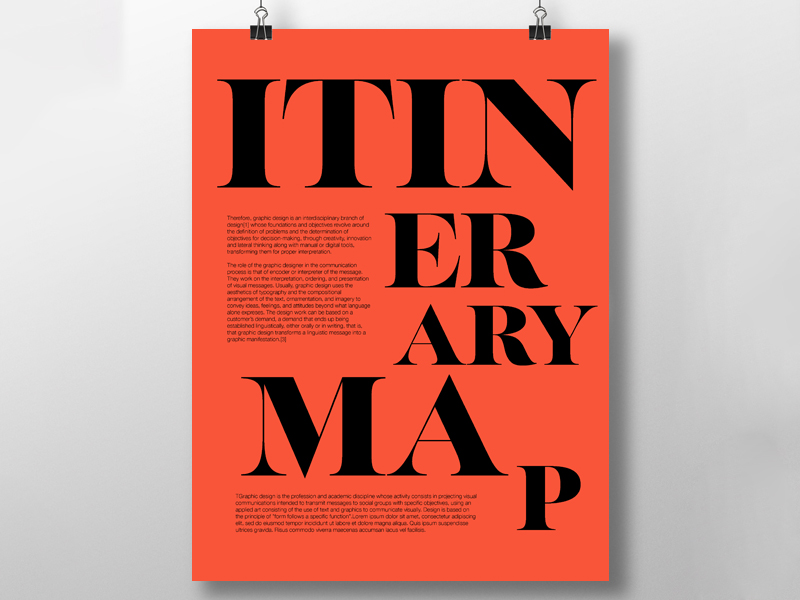 ITIN
ER
ARY
MAP
Therefore, graphic design is an interdisciplinary branch of
design[1] whose foundations and objectives revolve around
the definition of problems and the determination of
objectives for decision-making, through creativity, innovation
and lateral thinking along with manual or digital tools,
transforming them for proper interpretation.
The role of the graphic designer in the communication
process is that of encoder or interpreter of the message.
They work on the interpretation, ordering, and presentation
of visual messages. Usually, graphic design uses the
aesthetics of typography and the compositional
arrangement of the text, ornamentation, and imagery to
convey ideas, feelings, and attitudes beyond what language
alone expresses. The design work can be based on a
customer's demand, a demand that ends up being
established linguistically, either orally or in writing, that is,
that graphic design transforms a linguistic message into a
graphic manifestation.[3]
TGraphic design is the profession and academic discipline whose activity consists in projecting visual
communications intended to transmit messages to social groups with specific objectives, using an
applied art consisting of the use of text and graphics to communicate visually. Design is based on
the principle of "form follows a specific function".Lorem ipsum dolor sit amet, consectetur adipiscing
elit, sed do eiusmod tempor incididunt ut labore et dolore magna aliqua. Quis ipsum suspendisse
ultrices gravida. Risus commodo viverra maecenas accumsan lacus vel facilisis.